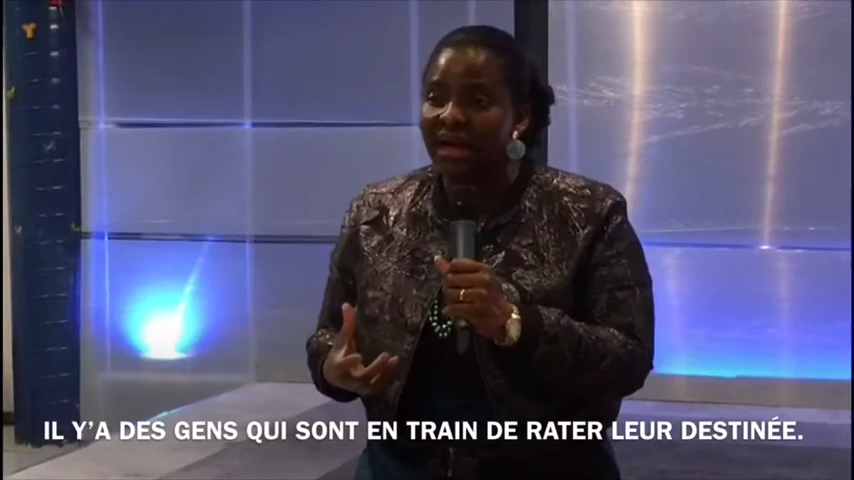 IL Y'A DES GENS QUI SONT EN TRAIN DE RATER LEUR DESTINÉE.